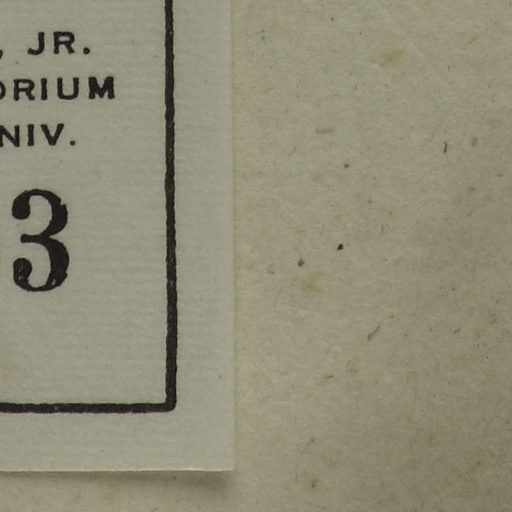 , JR.
ORIUM
NIV.
3